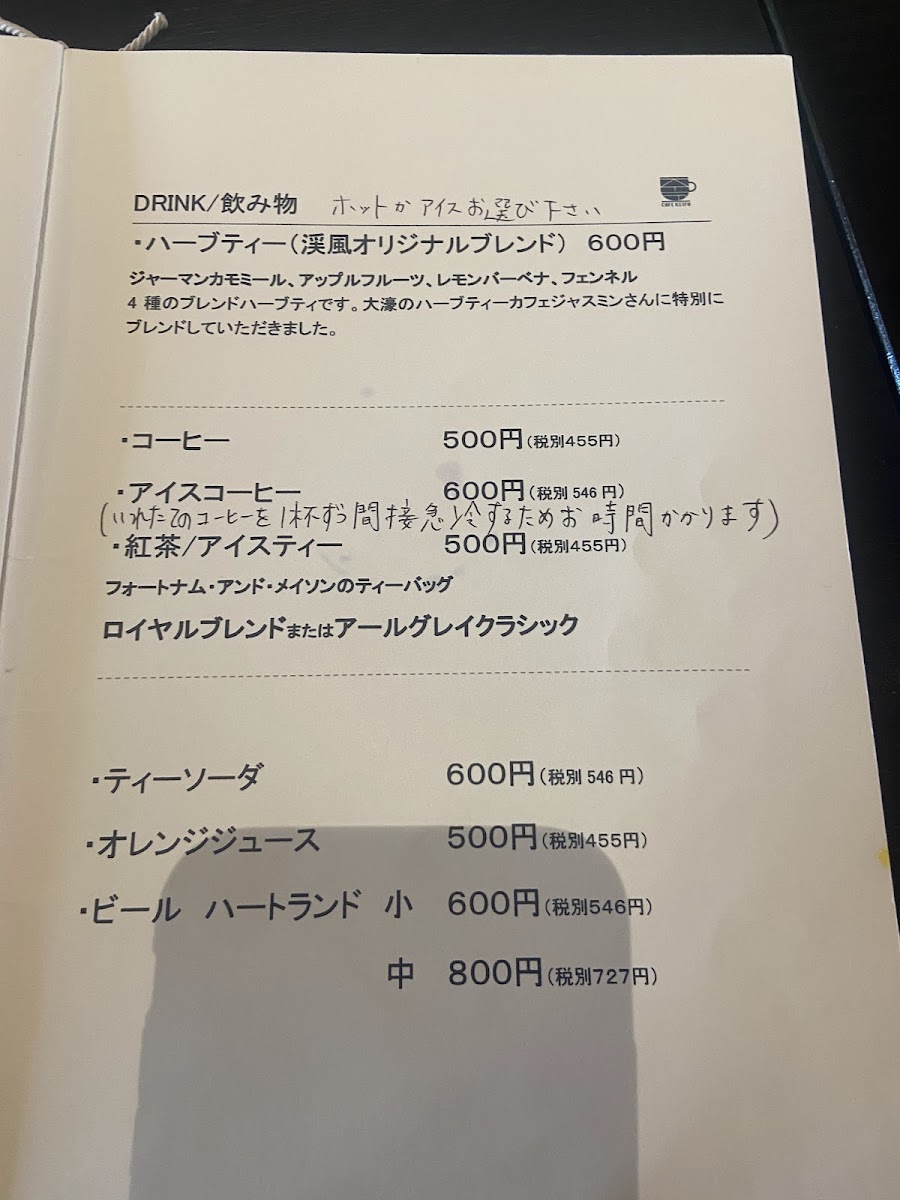 DRINK/飲み物 ホットかアイスお選び下さい
CAFE KEIFU
・ハーブティー（渓風オリジナルブレンド） 600円
ジャーマンカモミール、アップルフルーツ、レモンバーベナ、フェンネル
4 種のブレンドハーブティです。大濠のハーブティーカフェジャスミンさんに特別に
ブレンドしていただきました。
・コーヒー 500円（税別455円）
・アイスコーヒー 600円（税別 546 円）
(いれたてのコーヒーを1杯ずつ間接急冷するためお時間かかります)
・紅茶/アイスティー 500円（税別455円）
フォートナム・アンド・メイソンのティーバッグ
ロイヤルブレンドまたはアールグレイクラシック
・ティーソーダ 600円（税別 546 円）
・オレンジジュース 500円（税別455円）
・ビール ハートランド 小 600円（税別546円）
中 800円（税別727円）